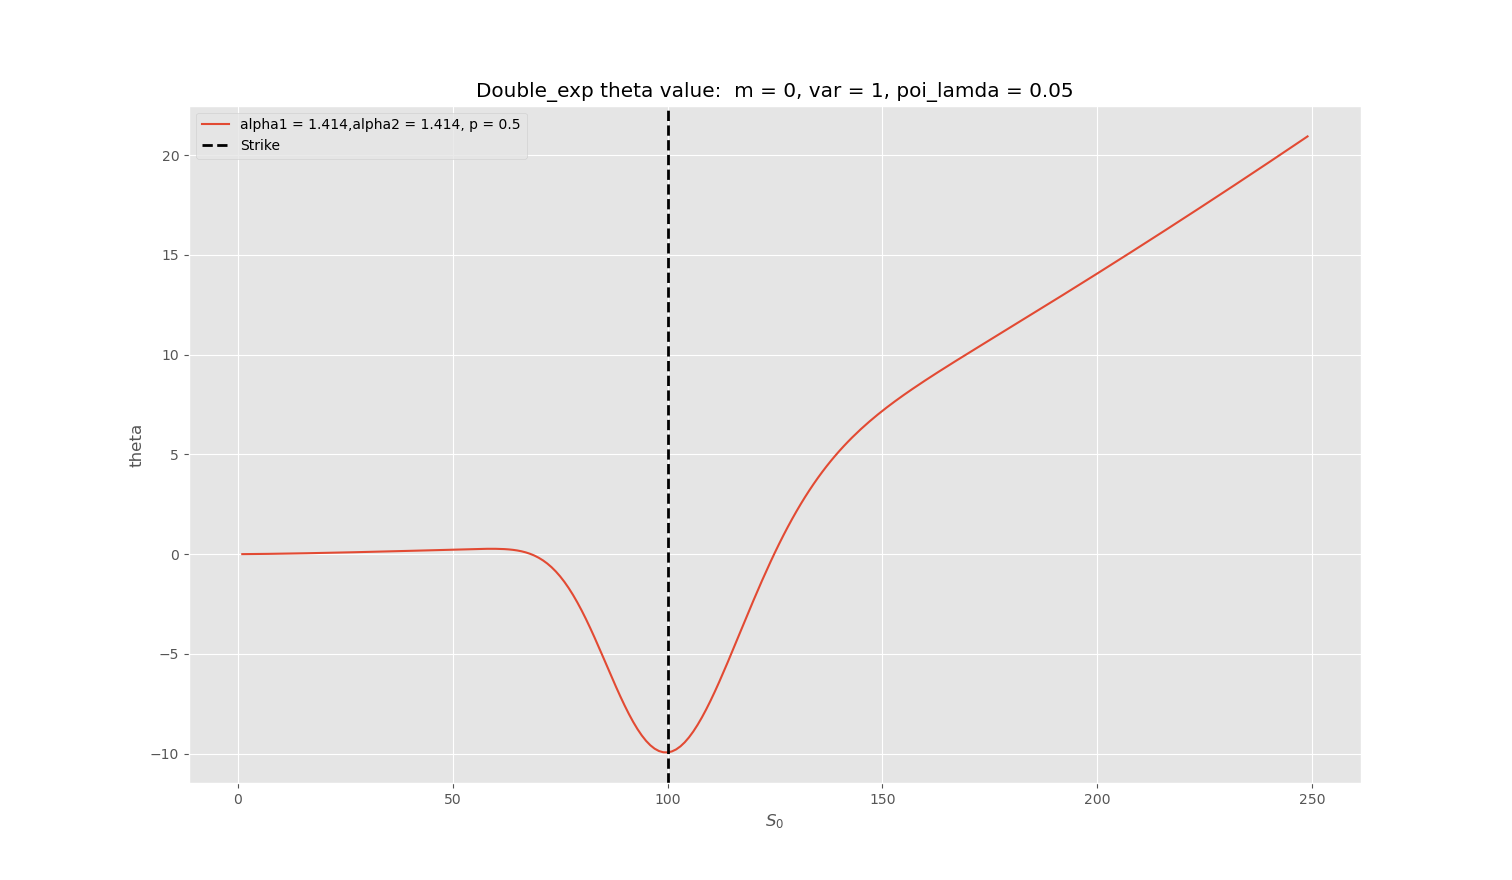 Double_exp theta value:  m = 0, var = 1, poi_lamda = 0.05
alpha1 = 1.414,alpha2 = 1.414, p = 0.5
Strike
20
15
10
5
0
−5
−10
theta
0 50 100 150 200 250
S0